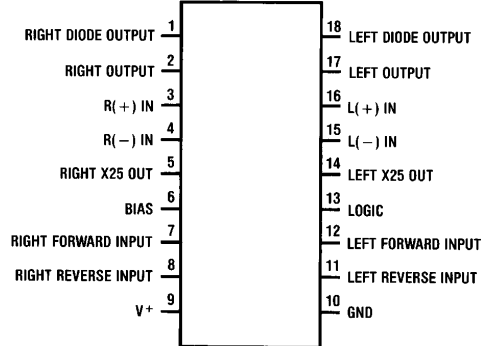 RIGHT DIODE OUTPUT 1 18 LEFT DIODE OUTPUT
RIGHT OUTPUT 2 17 LEFT OUTPUT
R(+) IN 3 16 L(+) IN
R(−) IN 4 15 L(−) IN
RIGHT X25 OUT 5 14 LEFT X25 OUT
BIAS 6 13 LOGIC
RIGHT FORWARD INPUT 7 12 LEFT FORWARD INPUT
RIGHT REVERSE INPUT 8 11 LEFT REVERSE INPUT
V+ 9 10 GND